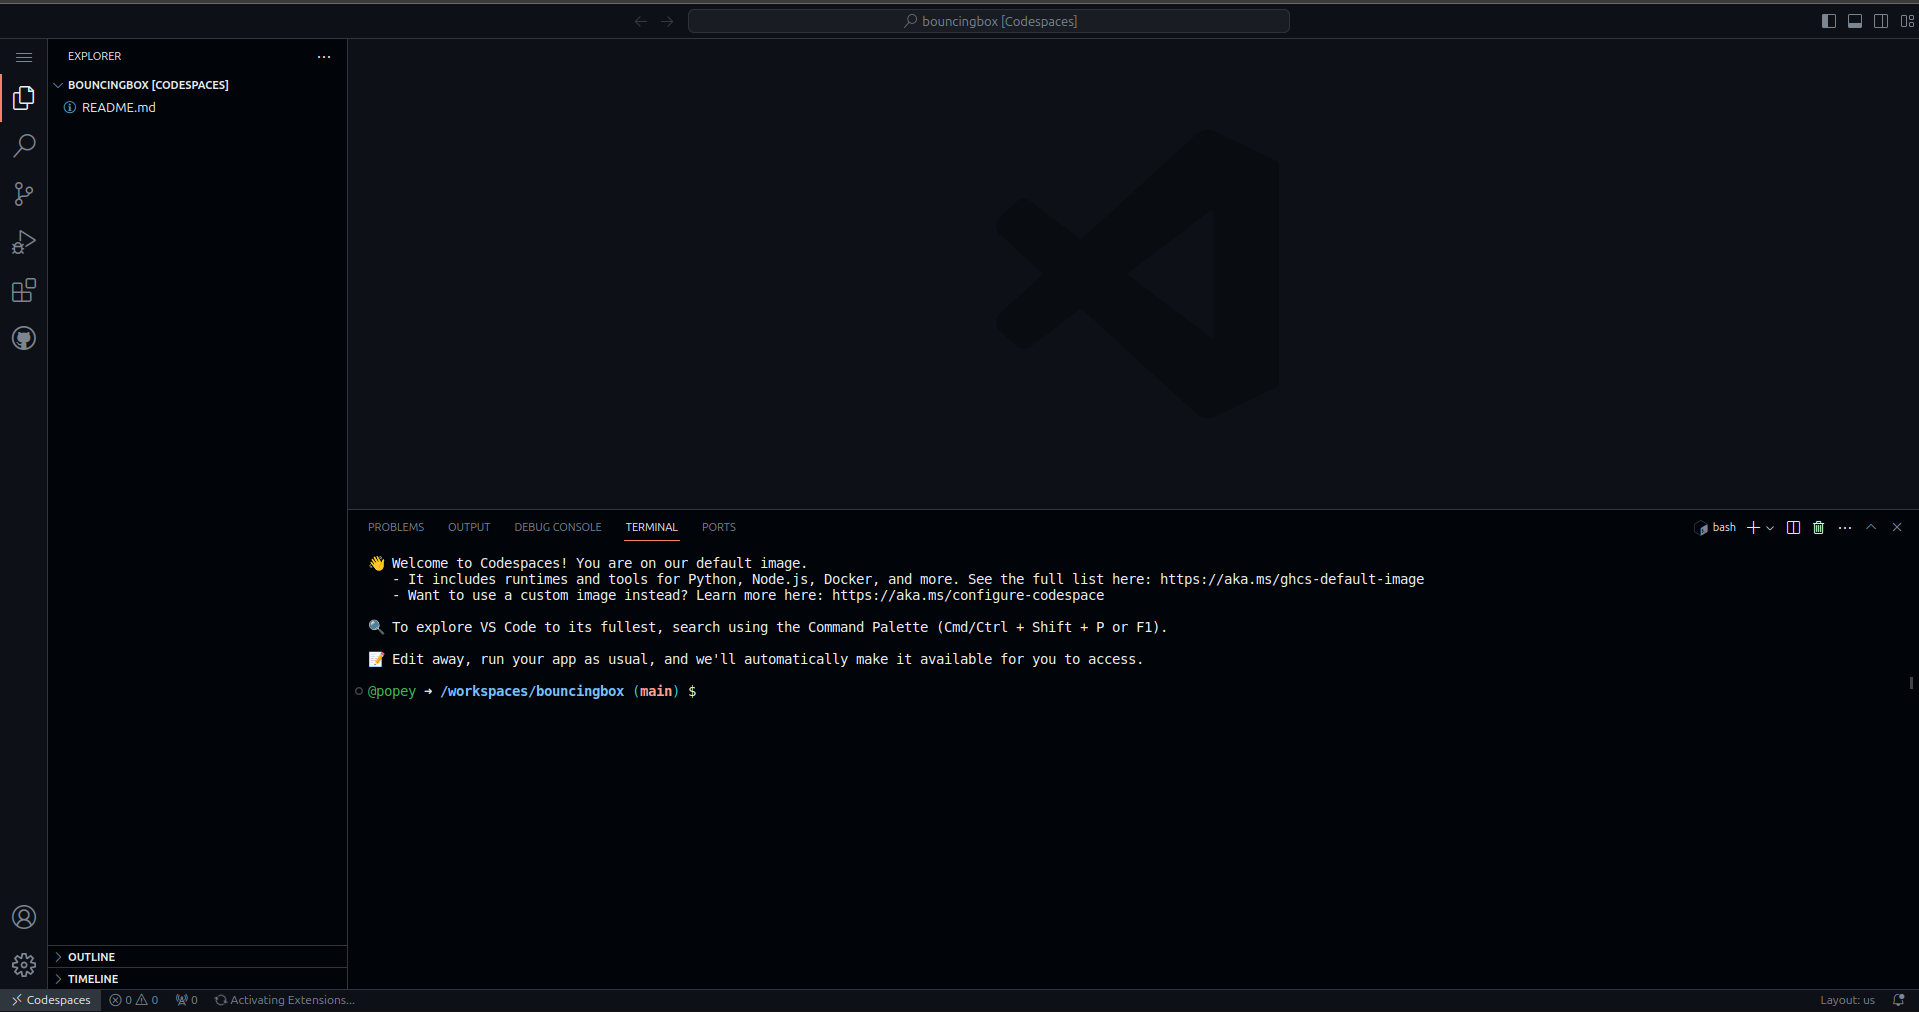 bouncingbox [Codespaces]
EXPLORER
BOUNCINGBOX [CODESPACES]
README.md
OUTLINE
TIMELINE
PROBLEMS OUTPUT DEBUG CONSOLE TERMINAL PORTS
bash
👋 Welcome to Codespaces! You are on our default image.
- It includes runtimes and tools for Python, Node.js, Docker, and more. See the full list here: https://aka.ms/ghcs-default-image
- Want to use a custom image instead? Learn more here: https://aka.ms/configure-codespace
🔍 To explore VS Code to its fullest, search using the Command Palette (Cmd/Ctrl + Shift + P or F1).
📝 Edit away, run your app as usual, and we'll automatically make it available for you to access.
@popey ➜ /workspaces/bouncingbox (main) $
Codespaces 0 0 0 Activating Extensions... Layout: us